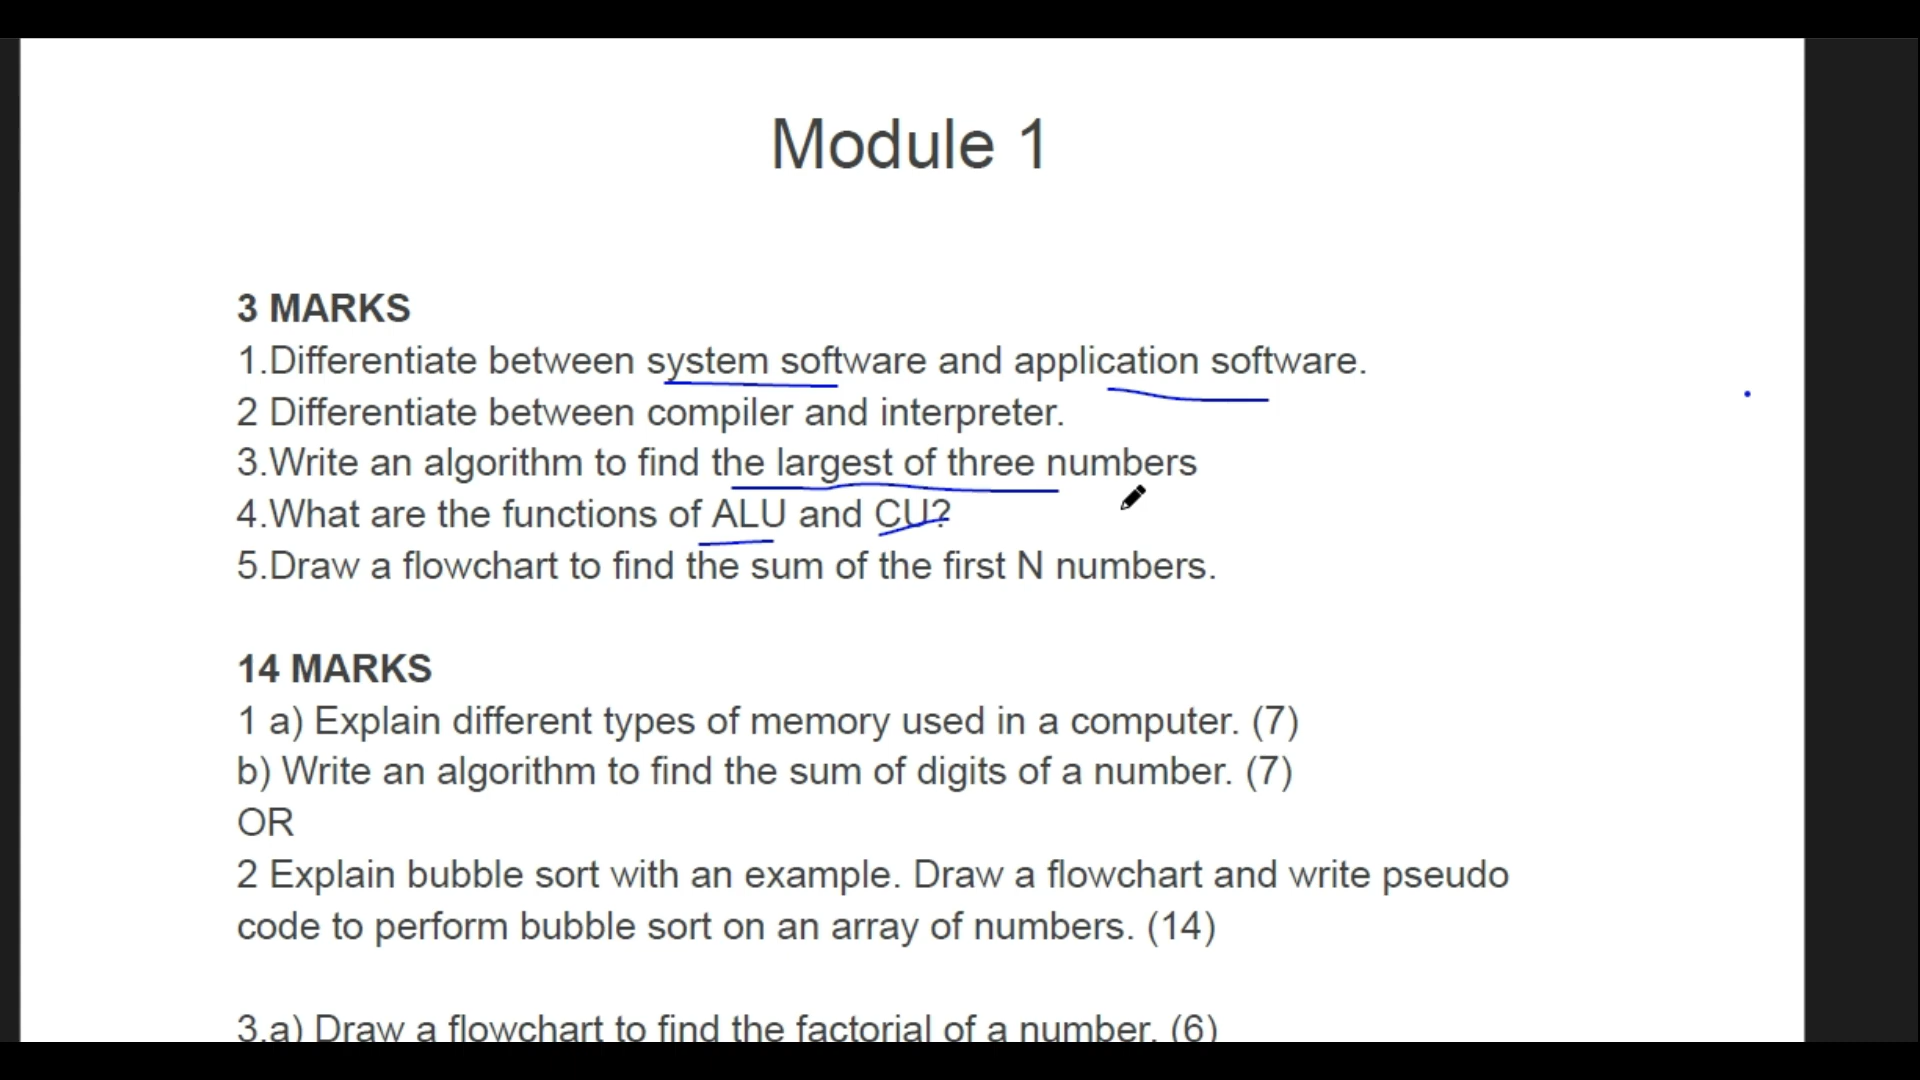 Module 1
3 MARKS
1.Differentiate between system software and application software.
2 Differentiate between compiler and interpreter.
3.Write an algorithm to find the largest of three numbers
4.What are the functions of ALU and CU?
5.Draw a flowchart to find the sum of the first N numbers.
14 MARKS
1 a) Explain different types of memory used in a computer. (7)
b) Write an algorithm to find the sum of digits of a number. (7)
OR
2 Explain bubble sort with an example. Draw a flowchart and write pseudo
code to perform bubble sort on an array of numbers. (14)
3.a) Draw a flowchart to find the factorial of a number. (6)